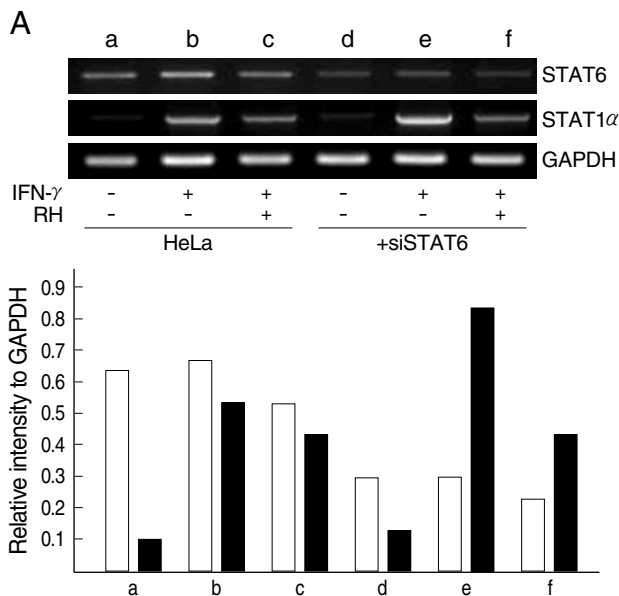 A
a b c d e f
STAT6
STAT1α
GAPDH
IFN-γ - + + - + +
RH - - + - - +
HeLa +siSTAT6
Relative intensity to GAPDH
0.9
0.8
0.7
0.6
0.5
0.4
0.3
0.2
0.1
a b c d e f